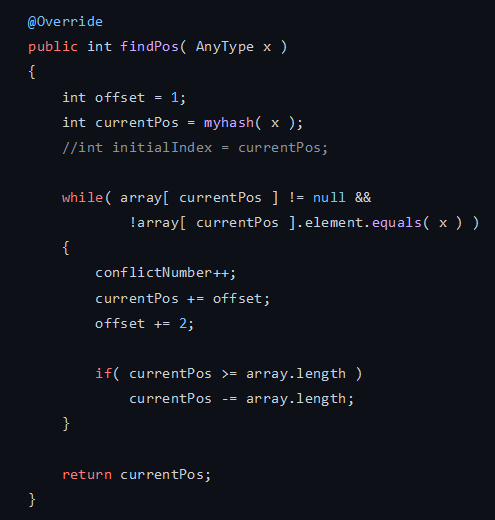 @Override
public int findPos( AnyType x )
{
    int offset = 1;
    int currentPos = myhash( x );
    //int initialIndex = currentPos;

    while( array[ currentPos ] != null &&
            !array[ currentPos ].element.equals( x ) )
    {
        conflictNumber++;
        currentPos += offset;
        offset += 2;

        if( currentPos >= array.length )
            currentPos -= array.length;
    }

    return currentPos;
}